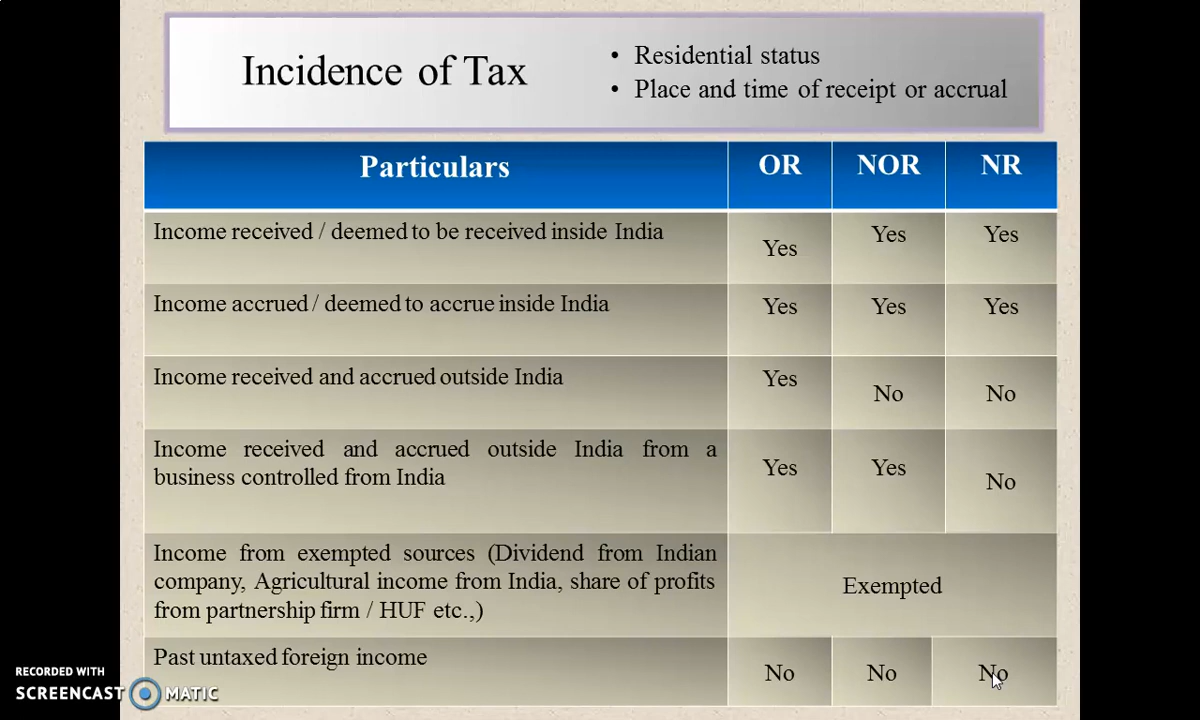 Incidence of Tax
• Residential status
• Place and time of receipt or accrual
Particulars OR NOR NR
Income received / deemed to be received inside India Yes Yes Yes
Income accrued / deemed to accrue inside India Yes Yes Yes
Income received and accrued outside India Yes No No
Income received and accrued outside India from a
business controlled from India Yes Yes No
Income from exempted sources (Dividend from Indian
company, Agricultural income from India, share of profits
from partnership firm / HUF etc.,) Exempted
Past untaxed foreign income No No No
RECORDED WITH
SCREENCAST MATIC